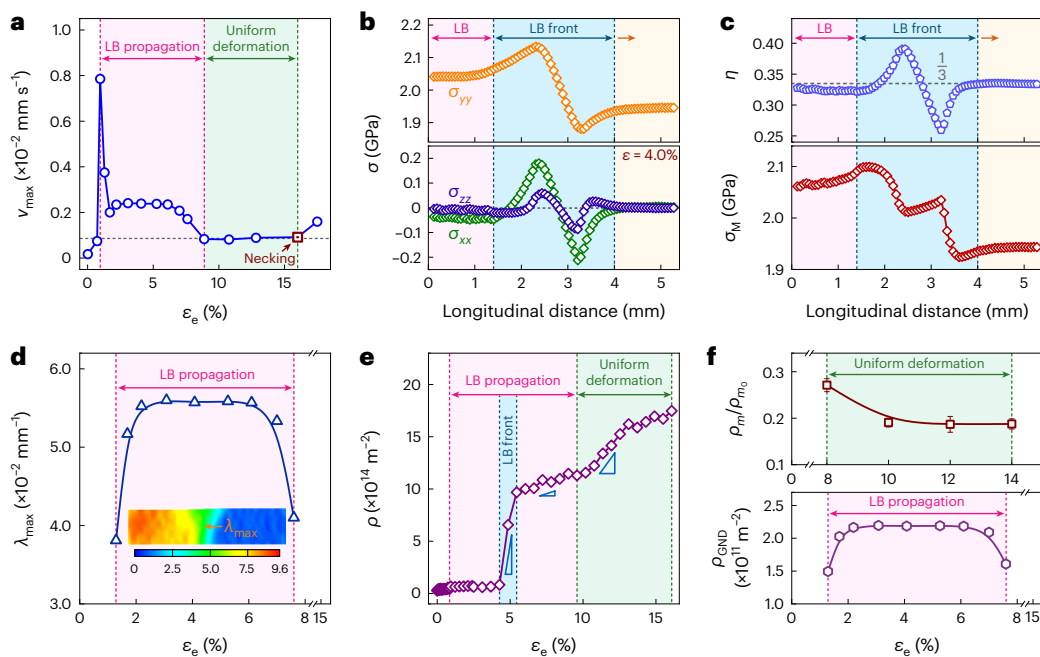 a
LB propagation
Uniform
deformation
1.0
0.8
0.6
0.4
0.2
0
Necking
0
5
10
15
v_max (×10⁻² mm s⁻¹)
ε_e (%)
b
LB
LB front
2.1
2.0
1.9
σ_yy
ε = 4.0%
0.2
0.1
0
−0.1
−0.2
σ_zz
σ_xx
σ (GPa)
0
1
2
3
4
5
Longitudinal distance (mm)
c
LB
LB front
0.40
0.35
0.30
0.25
η
1/3
2.1
2.0
1.9
σ_M (GPa)
0
1
2
3
4
5
Longitudinal distance (mm)
d
LB propagation
6.0
5.0
4.0
3.0
λ_max (×10⁻² mm⁻¹)
λ_max
0
2.5
5.0
7.5
9.6
0
2
4
6
8
15
ε_e (%)
e
LB propagation
Uniform
deformation
LB front
20
15
10
5
0
ρ (×10¹⁴ m⁻²)
0
5
10
15
ε_e (%)
f
Uniform deformation
0.3
0.2
0.1
ρ_m/ρ_m₀
0
8
10
12
14
LB propagation
2.5
2.0
1.5
1.0
ρ_GND
(×10¹¹ m⁻²)
0
2
4
6
8
15
ε_e (%)